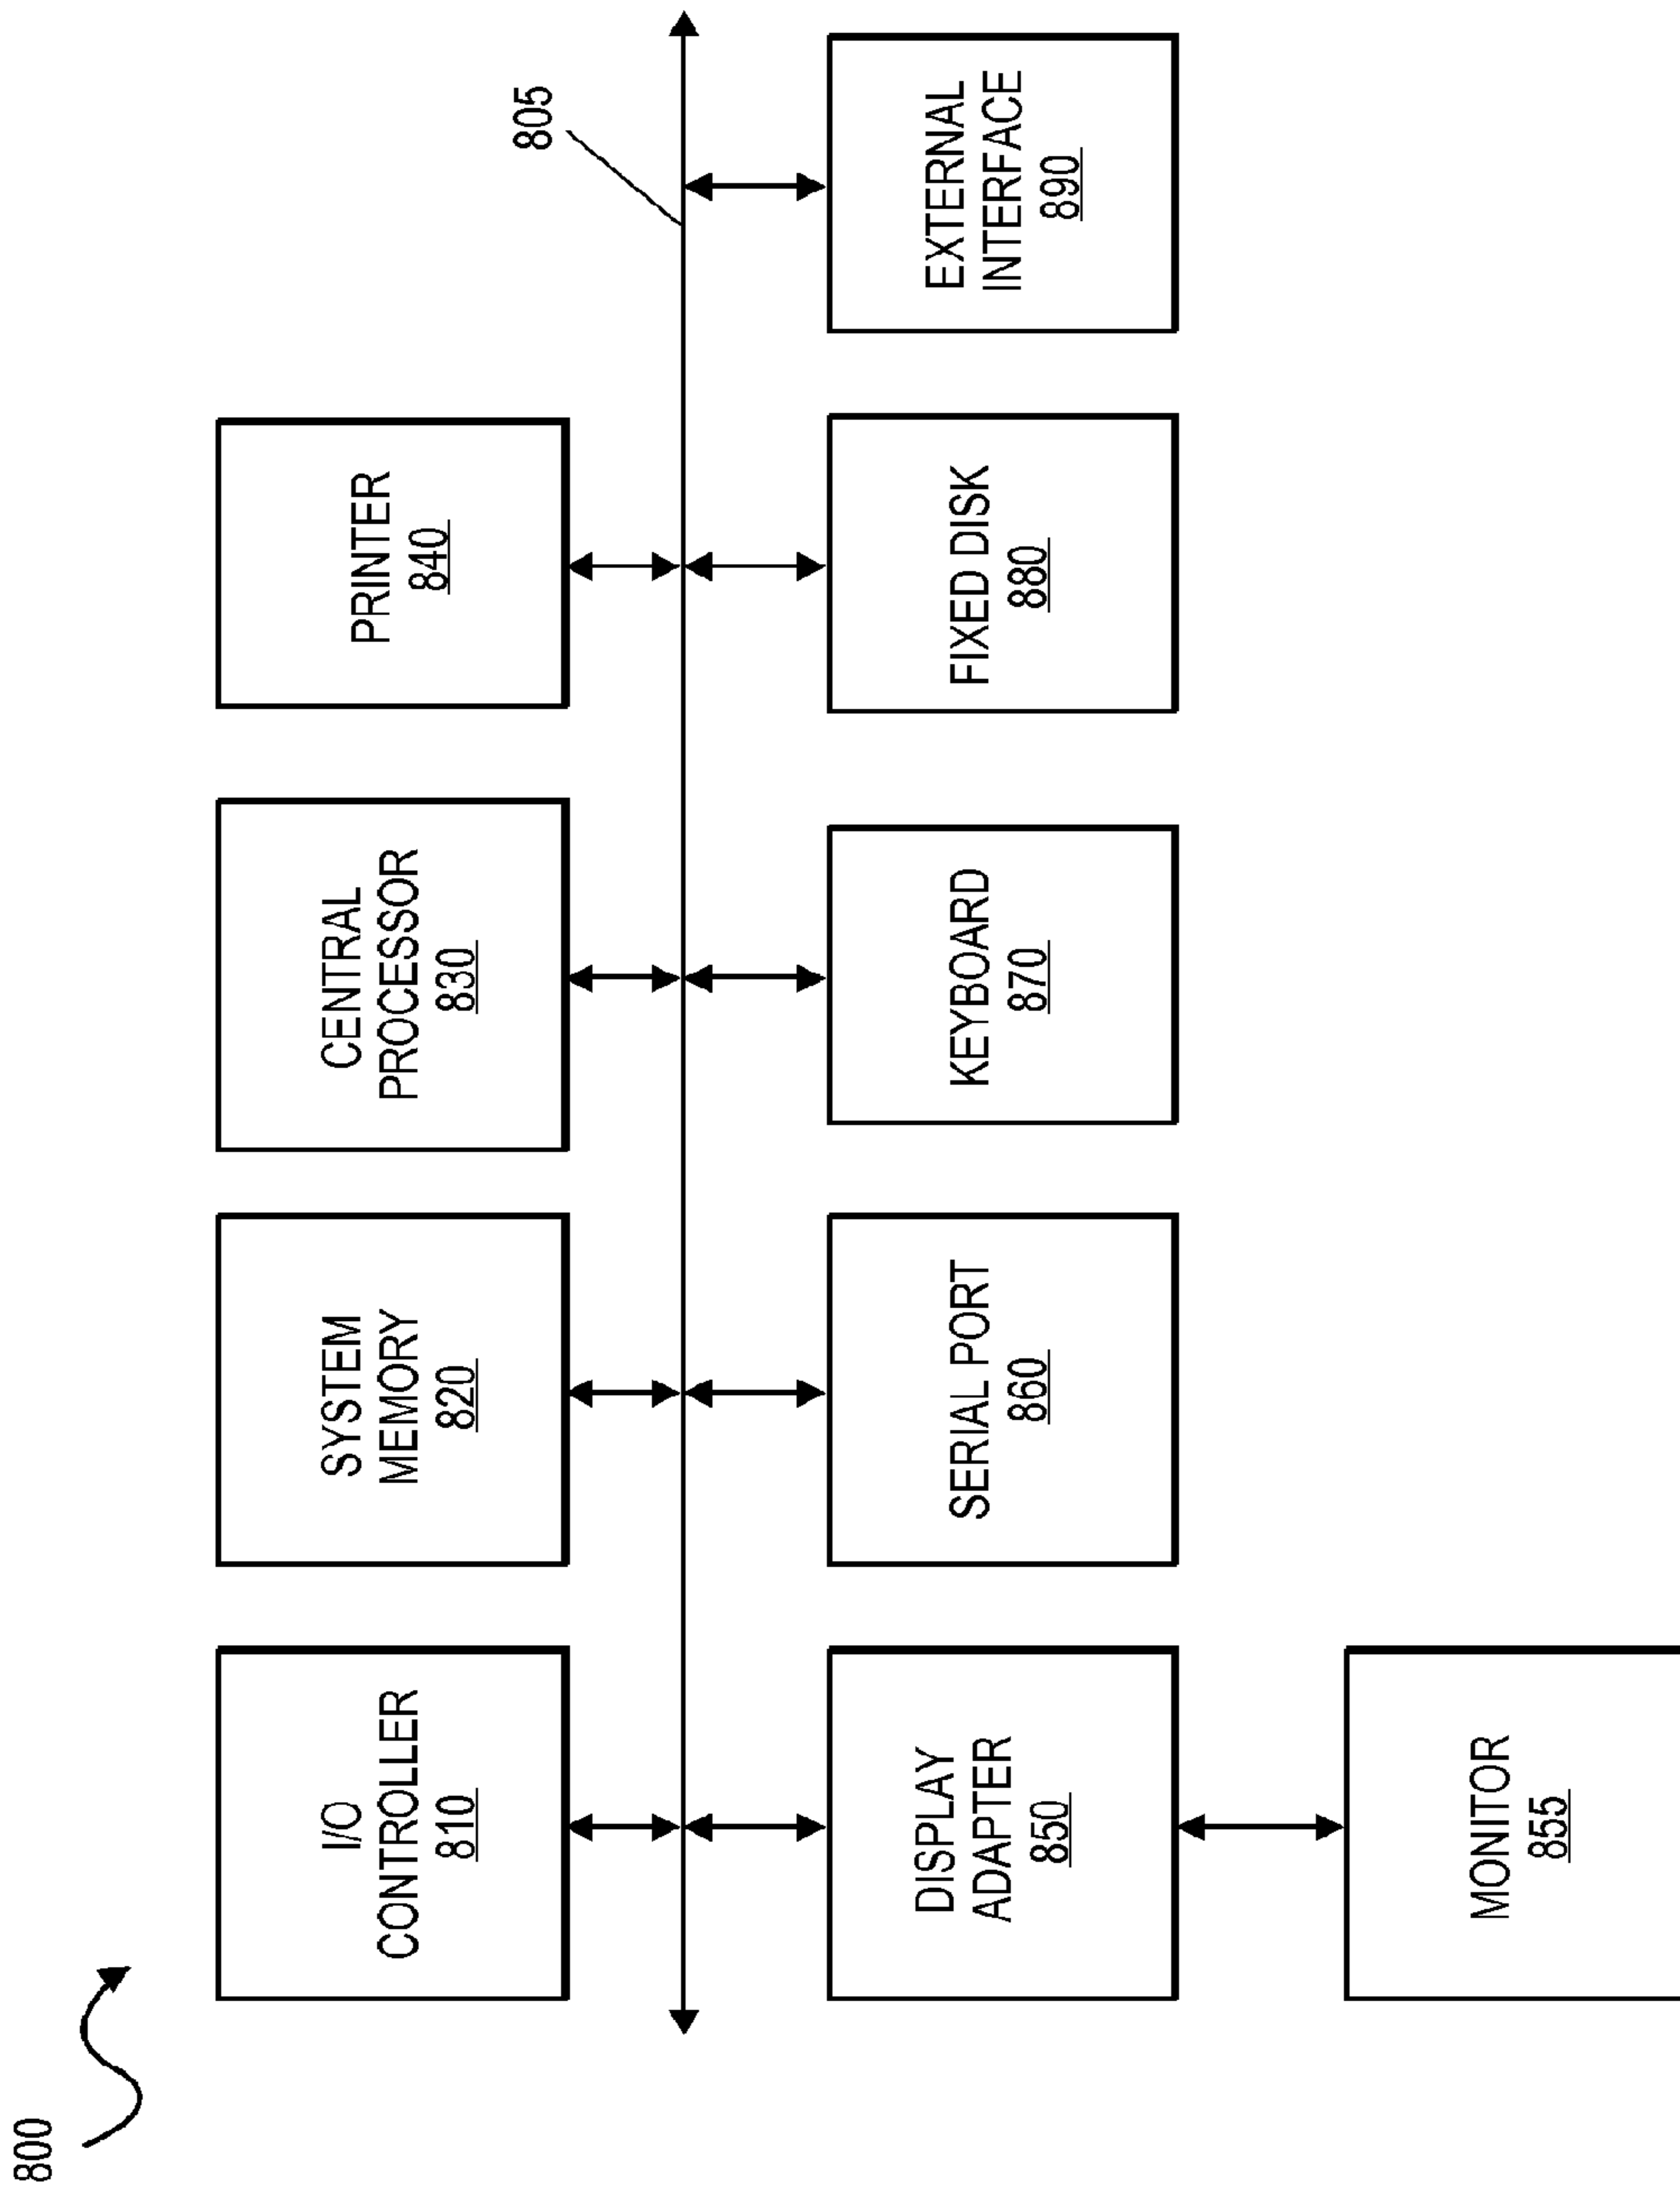 800
805
I/O
CONTROLLER
810
SYSTEM
MEMORY
820
CENTRAL
PROCESSOR
830
PRINTER
840
DISPLAY
ADAPTER
850
SERIAL PORT
860
KEYBOARD
870
FIXED DISK
880
EXTERNAL
INTERFACE
890
MONITOR
855